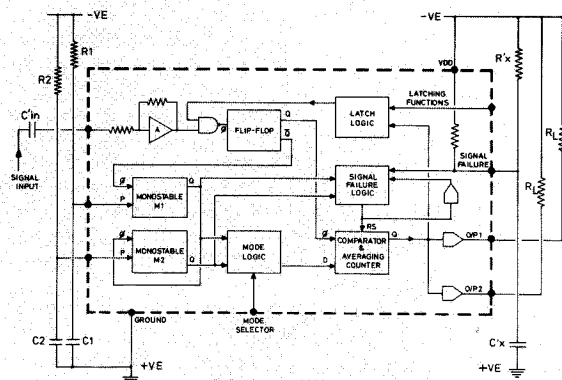 -VE
-VE
R1
R2
VDD
R'x
C'in
LATCHING
FUNCTIONS
RL
A
Ø
FLIP-FLOP
Q
Q̅
LATCH
LOGIC
SIGNAL
INPUT
SIGNAL
FAILURE
RL
Ø
P
MONOSTABLE
M1
Q
SIGNAL
FAILURE
LOGIC
RS
Ø
P
MONOSTABLE
M2
Q
MODE
LOGIC
Ø
D
COMPARATOR
&
AVERAGING
COUNTER
Q
O/P1
O/P2
GROUND
MODE
SELECTOR
C2
C1
C'x
+VE
+VE